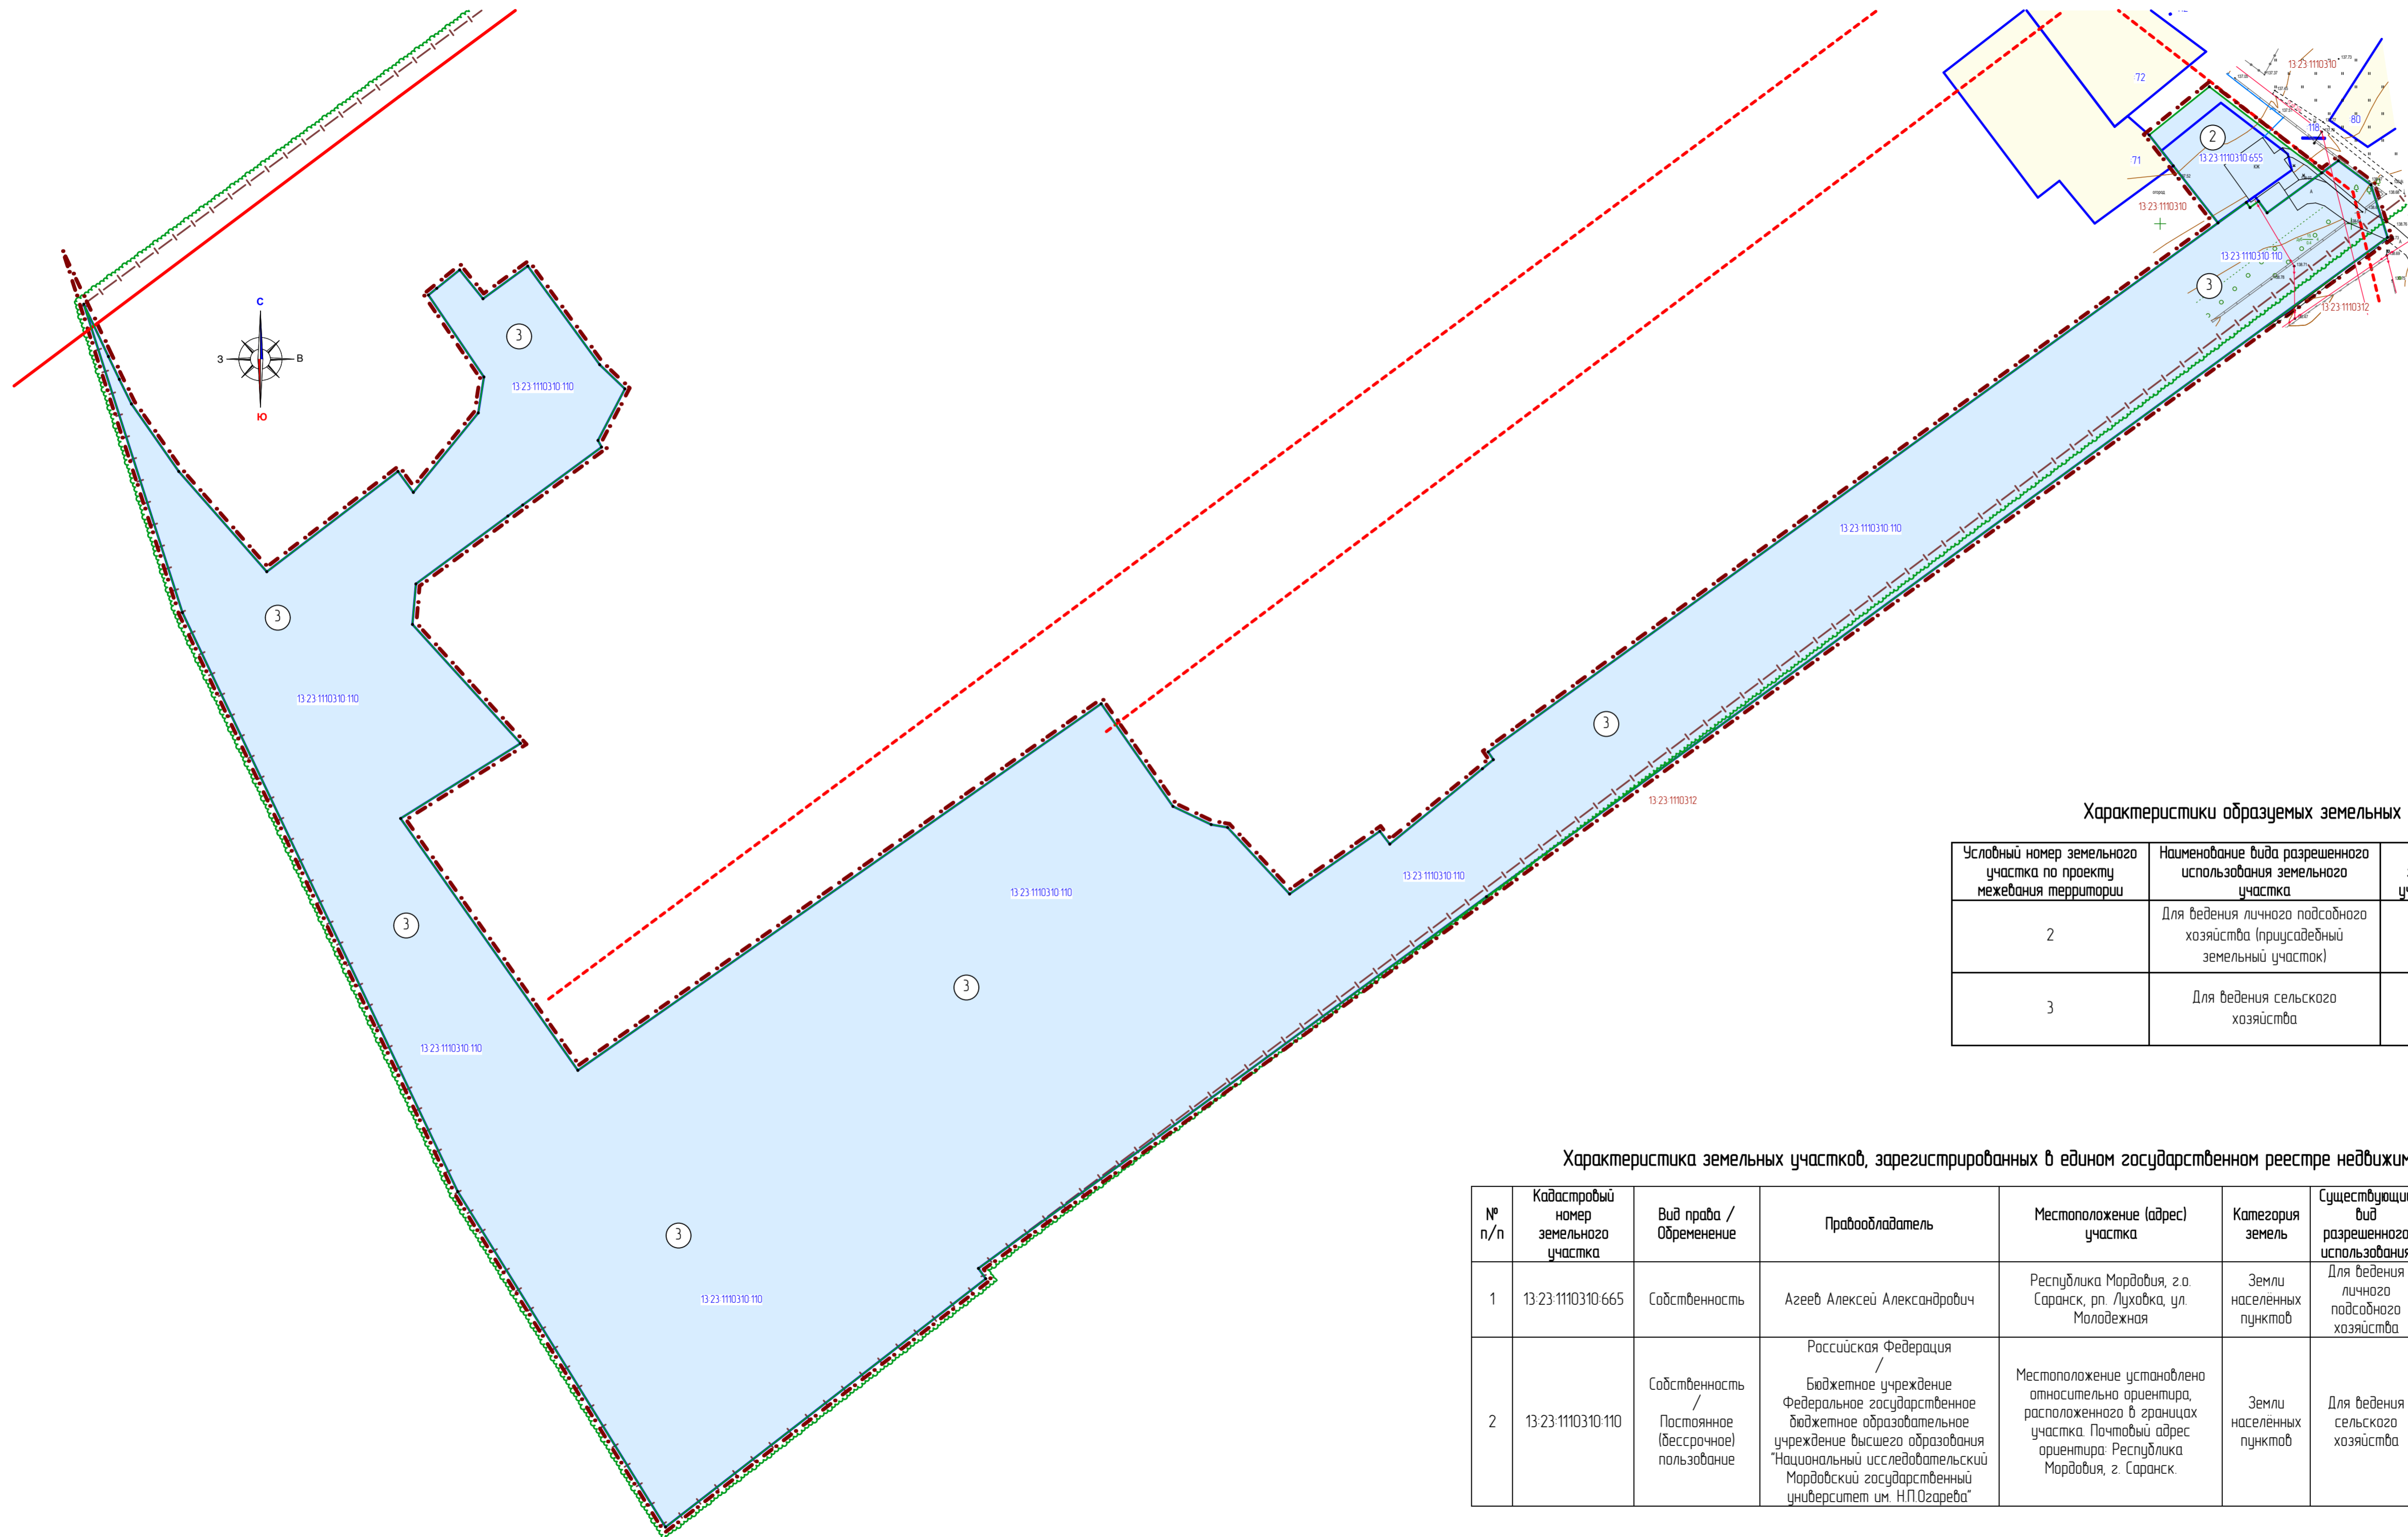 72
13:23:1110310
80
118
2
71
13:23:1110310:655
13:23:1110310
13:23:1110310:110
3
13:23:1110312
С
З
В
Ю
3
13:23:1110310:110
13:23:1110310:110
3
13:23:1110310:110
3
13:23:1110312
13:23:1110310:110
13:23:1110310:110
3
3
13:23:1110310:110
3
13:23:1110310:110
Характеристики образуемых земельных
Условный номер земельного участка по проекту межевания территории
Наименование вида разрешенного использования земельного участка
2
Для ведения личного подсобного
хозяйства (приусадебный
земельный участок)
3
Для ведения сельского
хозяйства
Характеристика земельных участков, зарегистрированных в едином государственном реестре
№
п/п
Кадастровый
номер
земельного
участка
Вид права /
Обременение
Правообладатель
Местоположение (адрес)
участка
Категория
земель
вид
разрешенного
использования
1
13:23:1110310:665
Собственность
Агеев Алексей Александрович
Республика Мордовия, г.о.
Саранск, рп. Луховка, ул.
Молодежная
Земли
населённых
пунктов
Для ведения
личного
подсобного
хозяйства
2
13:23:1110310:110
Собственность
/
Постоянное
(бессрочное)
пользование
Российская Федерация
/
Бюджетное учреждение
Федеральное государственное
бюджетное образовательное
учреждение высшего образования
"Национальный исследовательский
Мордовский государственный
университет им. Н.П.Огарева"
Местоположение установлено
относительно ориентира,
расположенного в границах
участка. Почтовый адрес
ориентира: Республика
Мордовия, г. Саранск.
Земли
населённых
пунктов
Для ведения
сельского
хозяйства